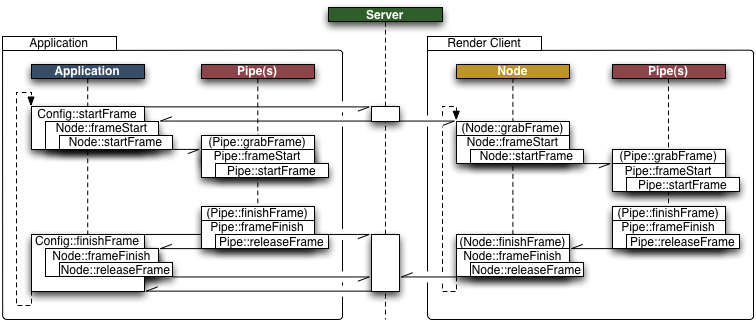 Server
Application
Render Client
Application
Pipe(s)
Node
Pipe(s)
Config::startFrame
Node::frameStart
Node::startFrame
(Pipe::grabFrame)
Pipe::frameStart
Pipe::startFrame
(Node::grabFrame)
Node::frameStart
Node::startFrame
(Pipe::grabFrame)
Pipe::frameStart
Pipe::startFrame
(Pipe::finishFrame)
Pipe::frameFinish
Pipe::releaseFrame
Config::finishFrame
Node::frameFinish
Node::releaseFrame
(Pipe::finishFrame)
Pipe::frameFinish
Pipe::releaseFrame
(Node::finishFrame)
Node::frameFinish
Node::releaseFrame